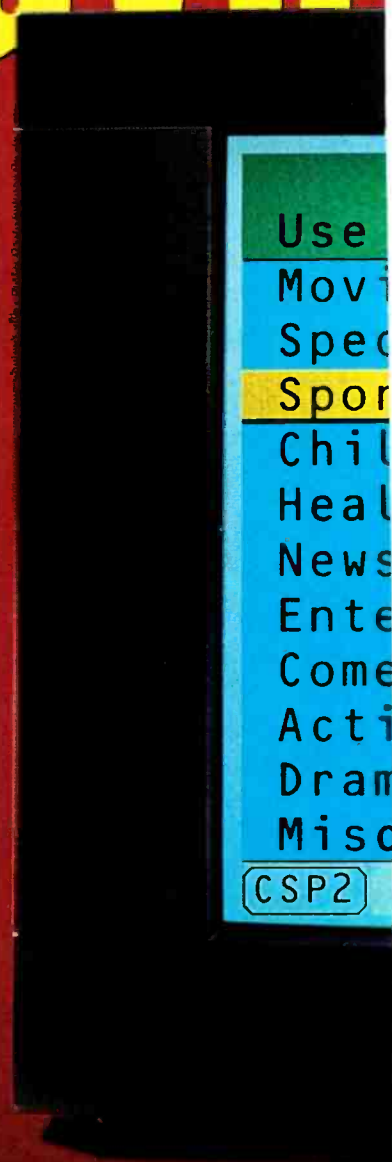 Use
Movi
Spec
Spor
Chil
Heal
News
Ente
Come
Acti
Dram
Misc
CSP2